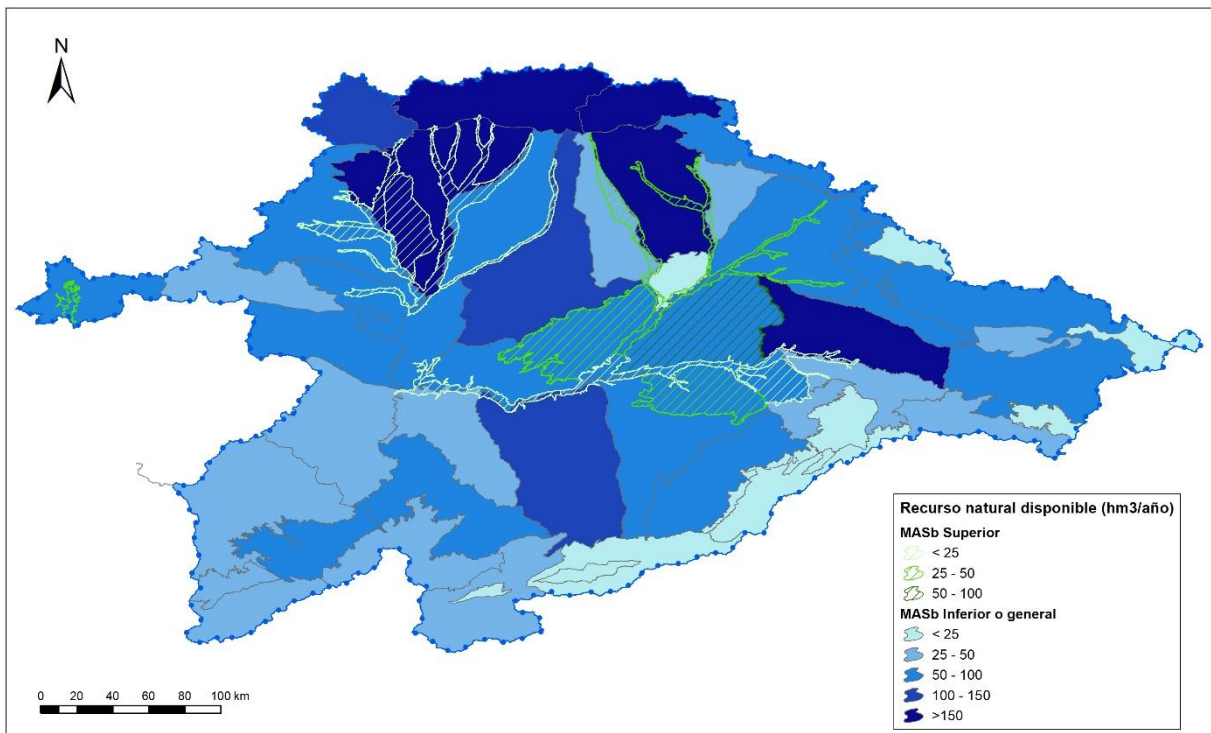 N
Recurso natural disponible (hm3/año)
MASb Superior
< 25
25 - 50
50 - 100
MASb Inferior o general
< 25
25 - 50
50 - 100
100 - 150
>150
0 20 40 60 80 100 km